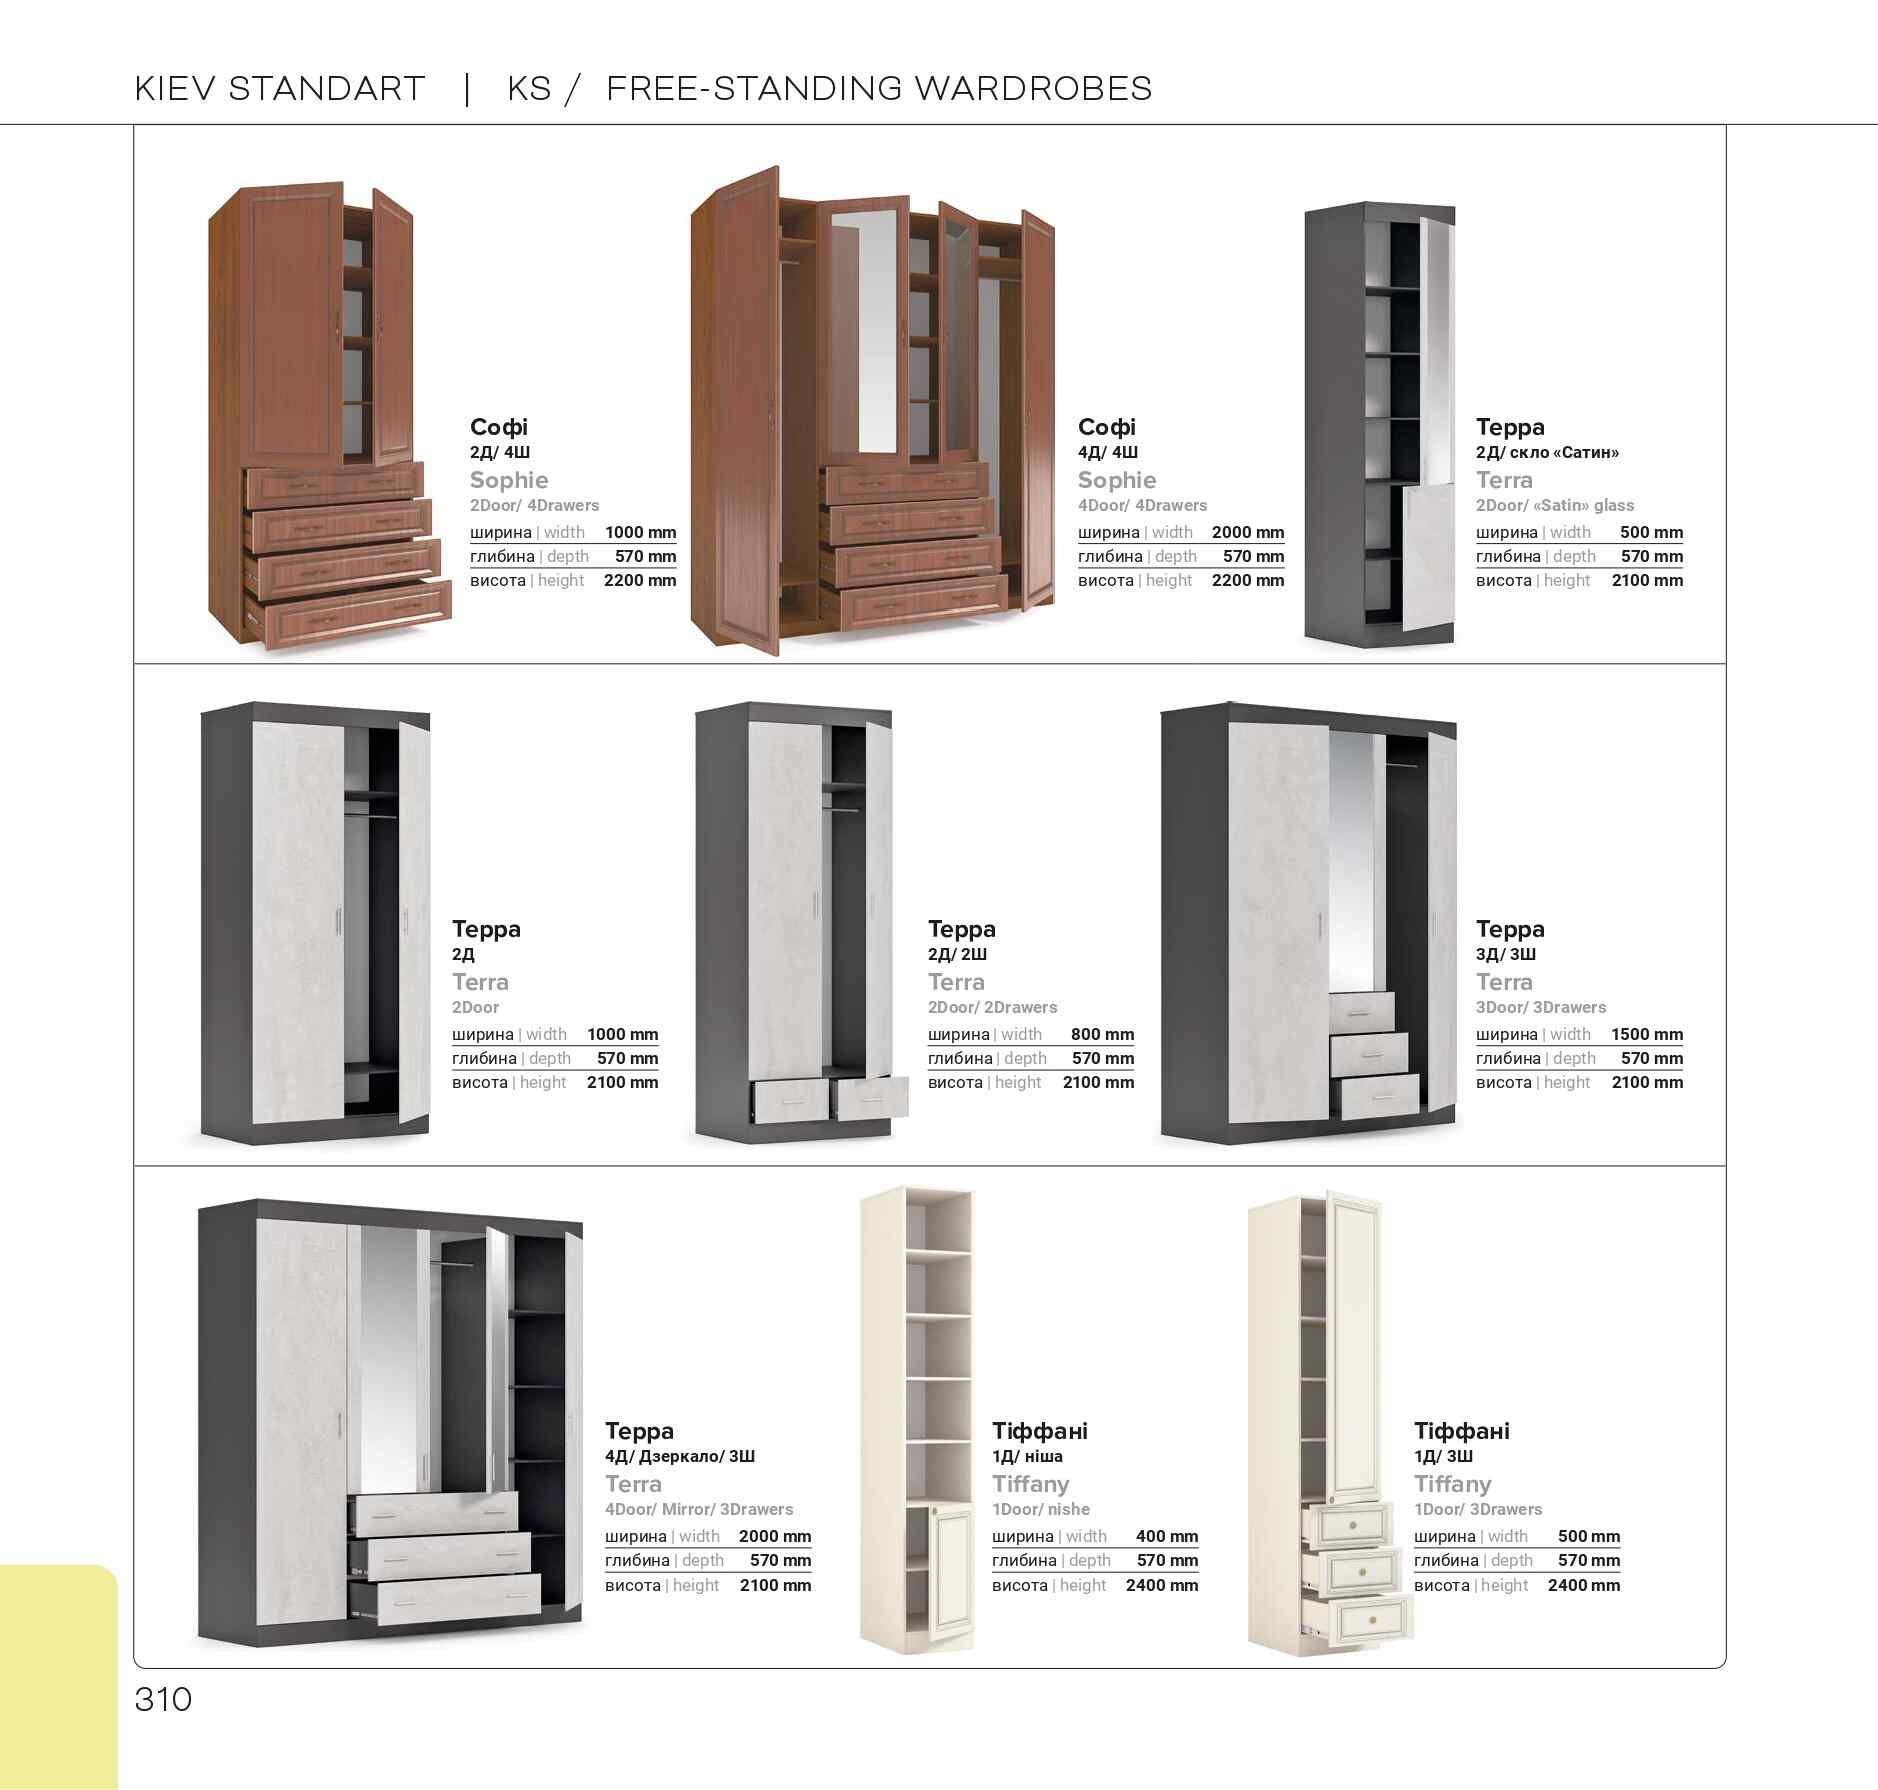 KIEV STANDART | KS / FREE-STANDING WARDROBES
Софі
2Д/ 4Ш
Sophie
2Door/ 4Drawers
ширина | width 1000 mm
глибина | depth 570 mm
висота | height 2200 mm
Софі
4Д/ 4Ш
Sophie
4Door/ 4Drawers
ширина | width 2000 mm
глибина | depth 570 mm
висота | height 2200 mm
Терра
2Д/ скло «Сатин»
Terra
2Door/ «Satin» glass
ширина | width 500 mm
глибина | depth 570 mm
висота | height 2100 mm
Терра
2Д
Terra
2Door
ширина | width 1000 mm
глибина | depth 570 mm
висота | height 2100 mm
Терра
2Д/ 2Ш
Terra
2Door/ 2Drawers
ширина | width 800 mm
глибина | depth 570 mm
висота | height 2100 mm
Терра
3Д/ 3Ш
Terra
3Door/ 3Drawers
ширина | width 1500 mm
глибина | depth 570 mm
висота | height 2100 mm
Терра
4Д/ Дзеркало/ 3Ш
Terra
4Door/ Mirror/ 3Drawers
ширина | width 2000 mm
глибина | depth 570 mm
висота | height 2100 mm
Тіффані
1Д/ ніша
Tiffany
1Door/ nishe
ширина | width 400 mm
глибина | depth 570 mm
висота | height 2400 mm
Тіффані
1Д/ 3Ш
Tiffany
1Door/ 3Drawers
ширина | width 500 mm
глибина | depth 570 mm
висота | height 2400 mm
310